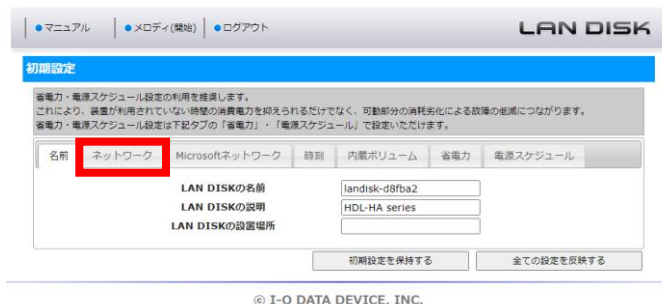 ●マニュアル ●メロディ(開始) ●ログアウト LAN DISK
初期設定
省電力・電源スケジュール設定の利用を推奨します。
これにより、装置が利用されていない時間の消費電力を抑えられるだけでなく、可動部分の消耗劣化による故障の低減につながります。
省電力・電源スケジュール設定は下記タブの「省電力」・「電源スケジュール」で設定いただけます。
名前 ネットワーク Microsoftネットワーク 時刻 内蔵ボリューム 省電力 電源スケジュール
LAN DISKの名前 landisk-d8fba2
LAN DISKの説明 HDL-HA series
LAN DISKの設置場所
初期設定を保持する 全ての設定を反映する
© I-O DATA DEVICE, INC.